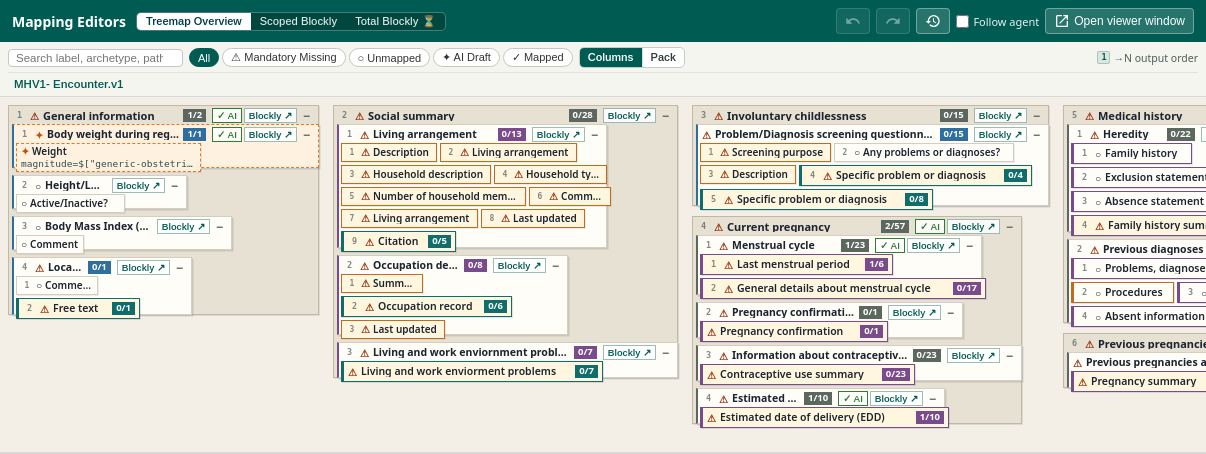 Mapping Editors Treemap Overview Scoped Blockly Total Blockly ⏳ Follow agent Open viewer window
Search label, archetype, path All ⚠ Mandatory Missing ○ Unmapped ✦ AI Draft ✓ Mapped Columns Pack 1 →N output order
MHV1- Encounter.v1
1 ⚠ General information 1/2 ✓ AI Blockly ↗ −
1 ✦ Body weight during reg... 1/1 ✓ AI Blockly ↗ −
✦ Weight
magnitude=$["generic-obstetri…
2 ○ Height/L... Blockly ↗ −
○ Active/Inactive?
3 ○ Body Mass Index (... Blockly ↗ −
○ Comment
4 ⚠ Loca... 0/1 Blockly ↗ −
1 ○ Comme...
2 ⚠ Free text 0/1
2 ⚠ Social summary 0/28 Blockly ↗ −
1 ⚠ Living arrangement 0/13 Blockly ↗ −
1 ⚠ Description 2 ⚠ Living arrangement
3 ⚠ Household description 4 ⚠ Household ty...
5 ⚠ Number of household mem... 6 ⚠ Comm...
7 ⚠ Living arrangement 8 ⚠ Last updated
9 ⚠ Citation 0/5
2 ⚠ Occupation de... 0/8 Blockly ↗ −
1 ⚠ Summ...
2 ⚠ Occupation record 0/6
3 ⚠ Last updated
3 ⚠ Living and work enviornment probl... 0/7 Blockly ↗ −
⚠ Living and work enviorment problems 0/7
3 ⚠ Involuntary childlessness 0/15 Blockly ↗ −
⚠ Problem/Diagnosis screening questionn... 0/15 Blockly ↗ −
1 ⚠ Screening purpose 2 ○ Any problems or diagnoses?
3 ⚠ Description 4 ⚠ Specific problem or diagnosis 0/4
5 ⚠ Specific problem or diagnosis 0/8
4 ⚠ Current pregnancy 2/57 ✓ AI Blockly ↗ −
1 ⚠ Menstrual cycle 1/23 ✓ AI Blockly ↗ −
1 ⚠ Last menstrual period 1/6
2 ⚠ General details about menstrual cycle 0/17
2 ⚠ Pregnancy confirmati... 0/1 Blockly ↗ −
⚠ Pregnancy confirmation 0/1
3 ⚠ Information about contraceptiv... 0/23 Blockly ↗ −
⚠ Contraceptive use summary 0/23
4 ⚠ Estimated ... 1/10 ✓ AI Blockly ↗ −
⚠ Estimated date of delivery (EDD) 1/10
5 ⚠ Medical history
1 ⚠ Heredity 0/22
1 ○ Family history
2 ○ Exclusion statement
3 ○ Absence statement
4 ⚠ Family history sum
2 ⚠ Previous diagnoses
1 ○ Problems, diagnose
2 ○ Procedures 3 ○
4 ○ Absent information
6 ⚠ Previous pregnancie
⚠ Previous pregnancies a
⚠ Pregnancy summary